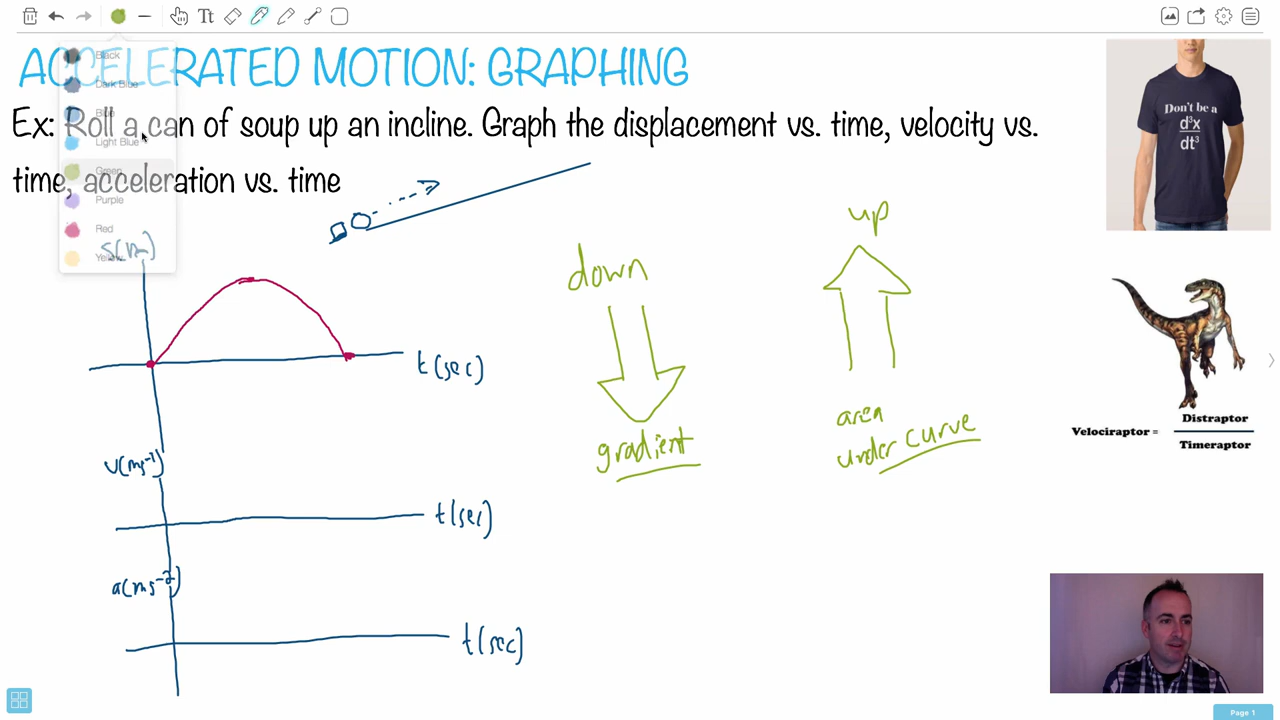 ACCELERATED MOTION: GRAPHING
Ex: Roll a can of soup up an incline. Graph the displacement vs. time, velocity vs.
time, acceleration vs. time
Tt
Black
Dark Blue
Blue
Light Blue
Green
Purple
Red
Yellow
s(m)
t(sec)
v(ms⁻¹)
t(sec)
a(ms⁻²)
t(sec)
down
gradient
up
area
under curve
Don't be a
d³x
dt³
Velociraptor = Distraptor
Timeraptor
Page 1